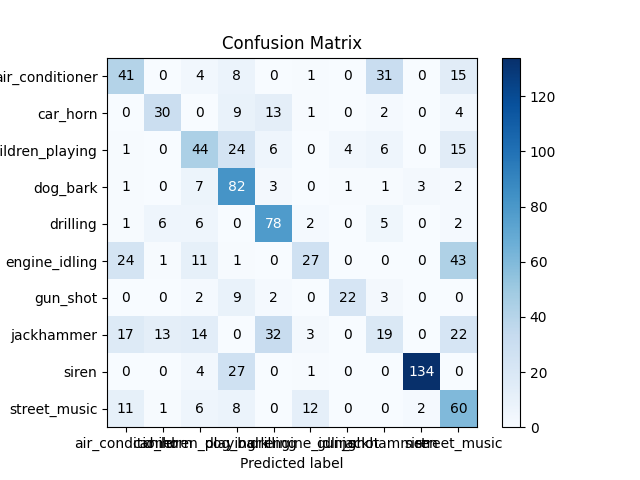 Confusion Matrix
air_conditioner 41 0 4 8 0 1 0 31 0 15
car_horn 0 30 0 9 13 1 0 2 0 4
ildren_playing 1 0 44 24 6 0 4 6 0 15
dog_bark 1 0 7 82 3 0 1 1 3 2
drilling 1 6 6 0 78 2 0 5 0 2
engine_idling 24 1 11 1 0 27 0 0 0 43
gun_shot 0 0 2 9 2 0 22 3 0 0
jackhammer 17 13 14 0 32 3 0 19 0 22
siren 0 0 4 27 0 1 0 0 134 0
street_music 11 1 6 8 0 12 0 0 2 60
street_music
Predicted label
120
100
80
60
40
20
0